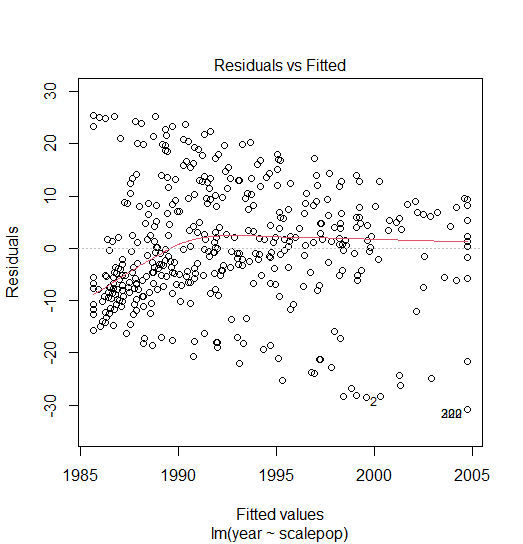 Residuals vs Fitted
30
20
10
0
-10
-20
-30
Residuals
2
1985 1990 1995 2000 2005
Fitted values
lm(year ~ scalepop)